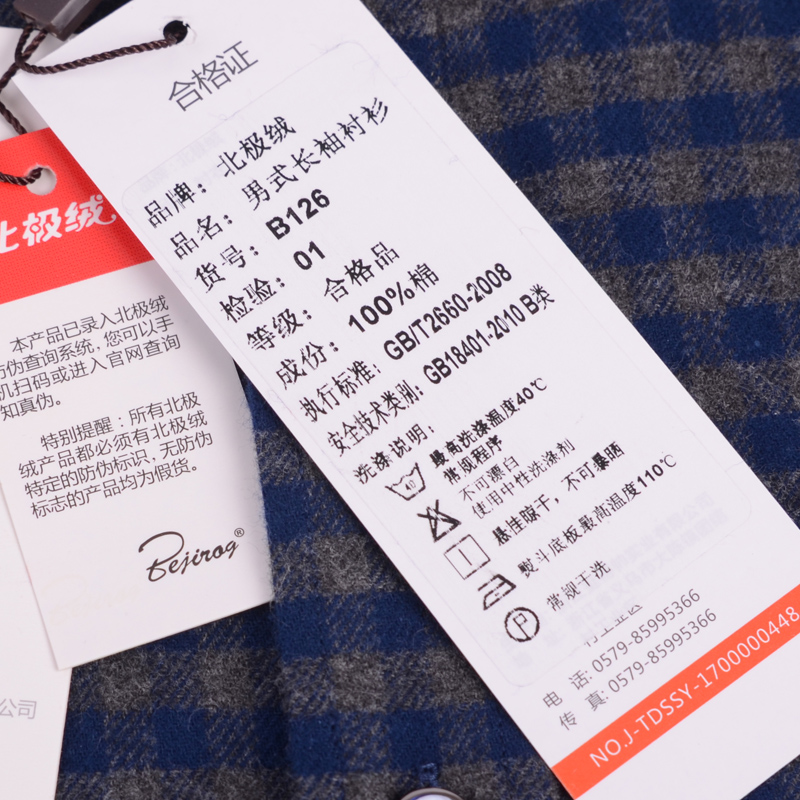 合格证
品牌：北极绒
品名：男式长袖衬衫
货号：B126
检验：01
等级：合格品
成份：100%棉
执行标准：GB/T2660-2008
安全技术类别：GB18401-2010 B类
洗涤说明：
40
最高洗涤温度40℃
常规程序
不可漂白
使用中性洗涤剂
悬挂晾干，不可暴晒
熨斗底板最高温度110℃
P
常规干洗
电 话：0579-85995366
传 真：0579-85995366
NO.J-TDSSY-1700000448
北极绒
本产品已录入北极绒
防伪查询系统，您可以手
机扫码或进入官网查询
知真伪。
特别提醒：所有北极
绒产品都必须有北极绒
特定的防伪标识，无防伪
标志的产品均为假货。
Bejirog®
公司